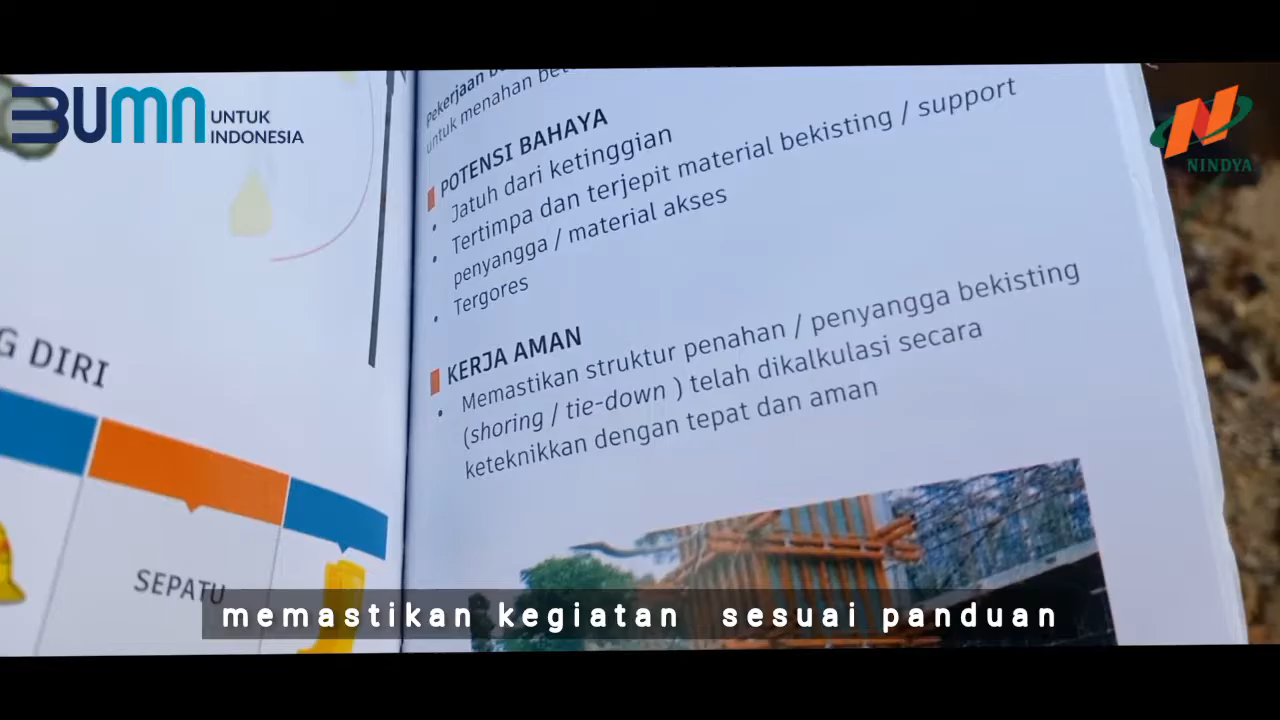 BUMN
UNTUK
INDONESIA
NINDYA
G DIRI
SEPATU
Pekerjaan
untuk menahan
POTENSI BAHAYA
• Jatuh dari ketinggian
• Tertimpa dan terjepit material bekisting / support
penyangga / material akses
• Tergores
KERJA AMAN
• Memastikan struktur penahan / penyangga bekisting
(shoring / tie-down ) telah dikalkulasi secara
keteknikkan dengan tepat dan aman
memastikan kegiatan sesuai panduan